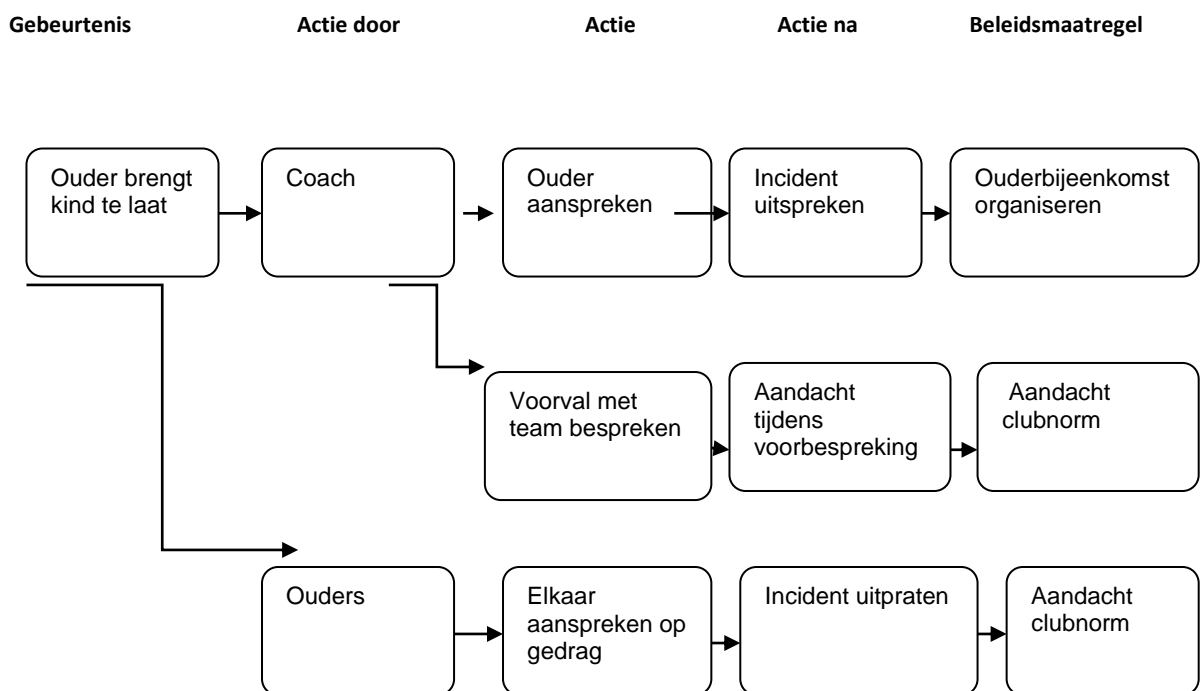 Gebeurtenis Actie door Actie Actie na Beleidsmaatregel
Ouder brengt
kind te laat
Coach
Ouder
aanspreken
Incident
uitspreken
Ouderbijeenkomst
organiseren
Voorval met
team bespreken
Aandacht
tijdens
voorbespreking
Aandacht
clubnorm
Ouders
Elkaar
aanspreken op
gedrag
Incident uitpraten
Aandacht
clubnorm